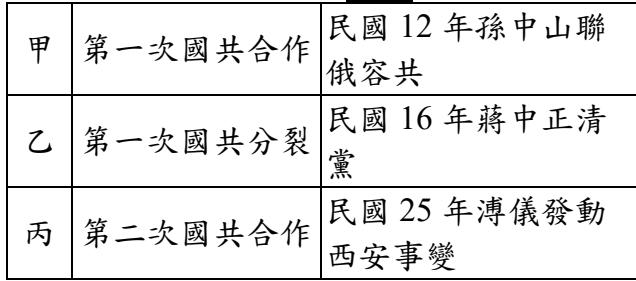 甲 第一次國共合作 民國 12 年孫中山聯
俄容共
乙 第一次國共分裂 民國 16 年蔣中正清
黨
丙 第二次國共合作 民國 25 年溥儀發動
西安事變